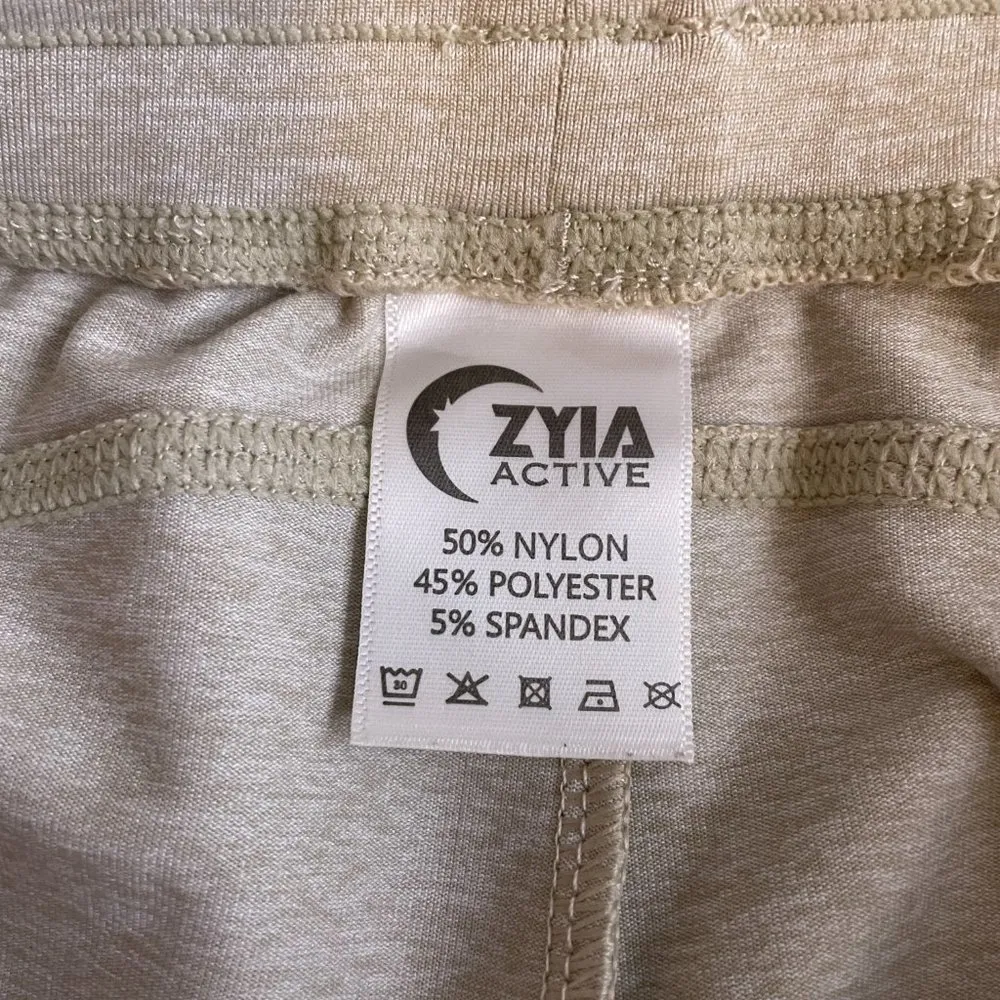 ZYIA
ACTIVE
50% NYLON
45% POLYESTER
5% SPANDEX
30